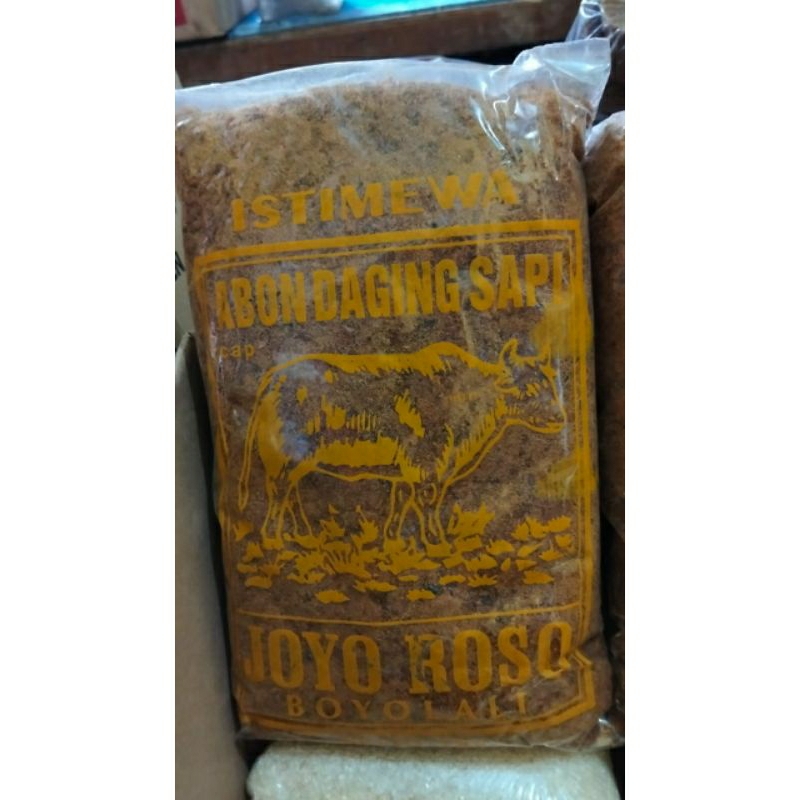 ISTIMEWA
ABON DAGING SAPI
cap
JOYO ROSO
BOYOLALI